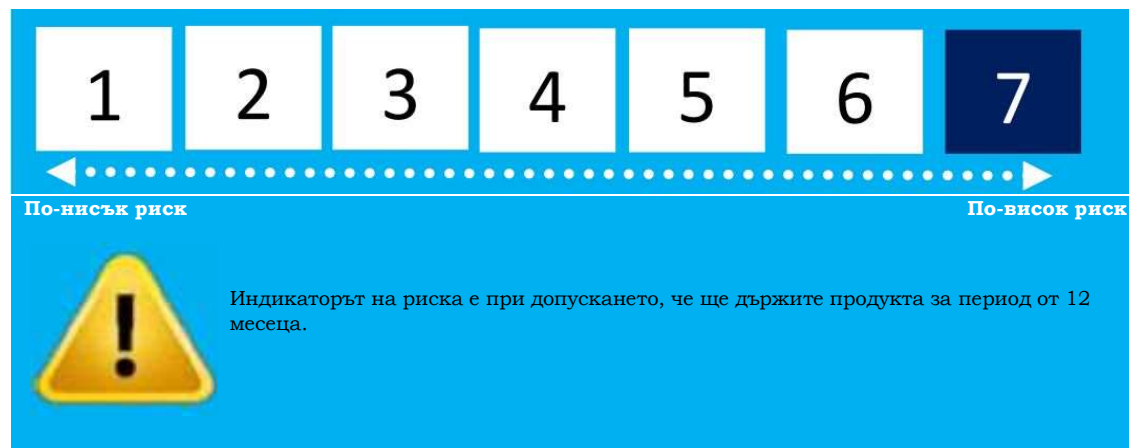 1 2 3 4 5 6 7
По-нисък риск По-висок риск
Индикаторът на риска е при допускането, че ще държите продукта за период от 12
месеца.